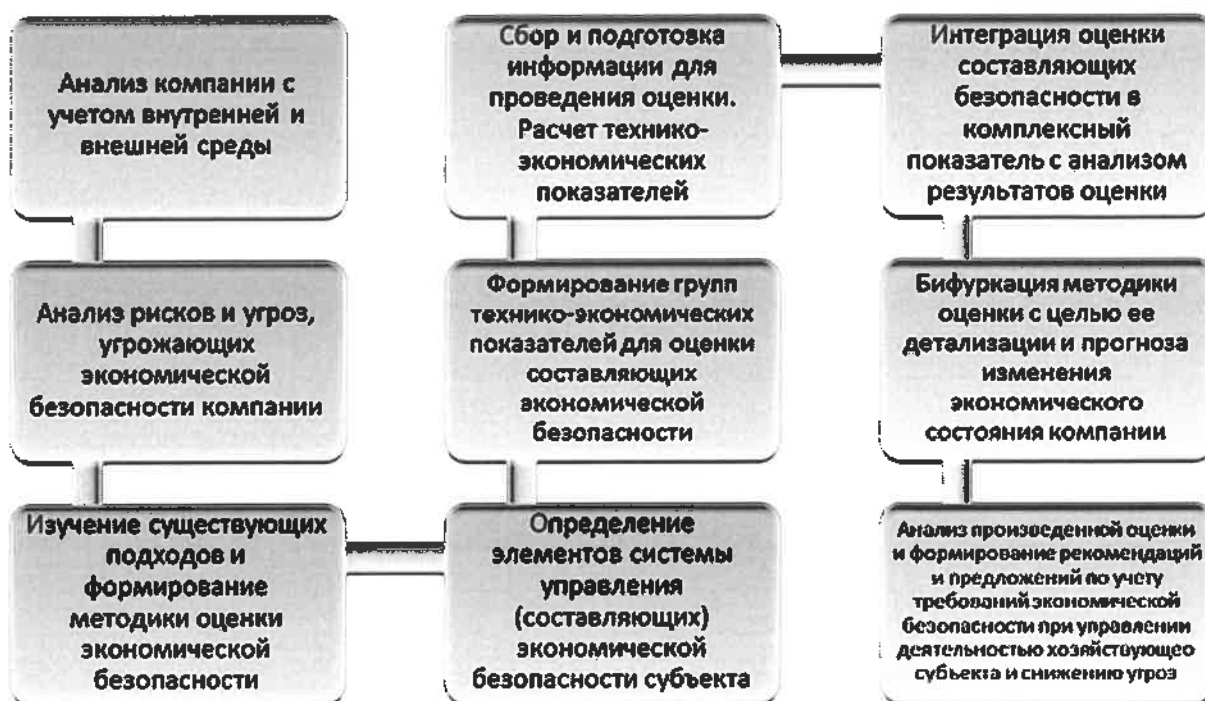 Анализ компании с
учетом внутренней и
внешней среды
Анализ рисков и угроз,
угрожающих
экономической
безопасности компании
Изучение существующих
подходов и
формирование
методики оценки
экономической
безопасности
Определение
элементов системы
управления
(составляющих)
экономической
безопасности субъекта
Формирование групп
технико-экономических
показателей для оценки
составляющих
экономической
безопасности
Сбор и подготовка
информации для
проведения оценки.
Расчет технико-
экономических
показателей
Интеграция оценки
составляющих
безопасности в
комплексный
показатель с анализом
результатов оценки
Бифуркация методики
оценки с целью ее
детализации и прогноза
изменения
экономического
состояния компании
Анализ произведенной оценки
и формирование рекомендаций
и предложений по учету
требований экономической
безопасности при управлении
деятельностью хозяйствующео
субъекта и снижению угроз